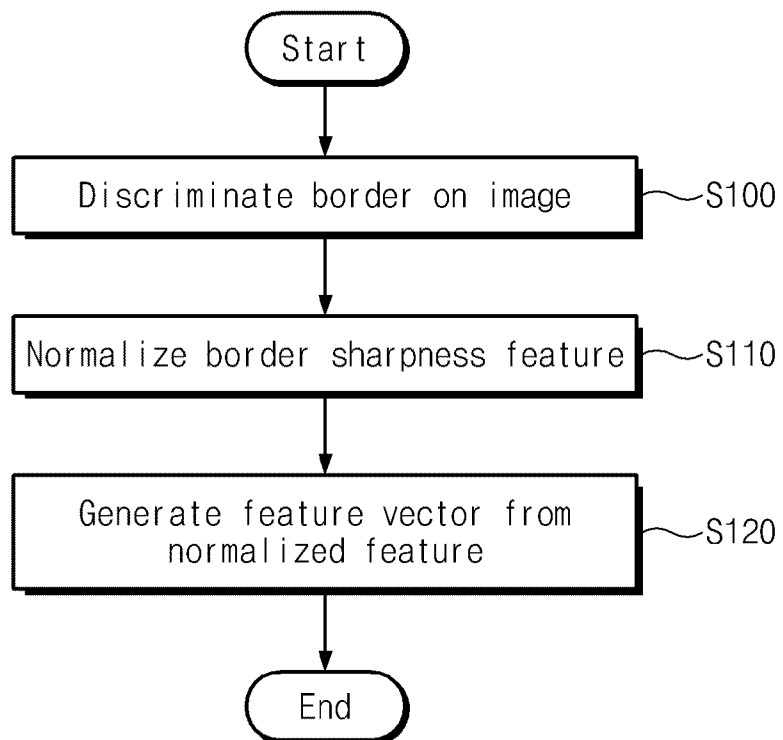 Start
Discriminate border on image
S100
Normalize border sharpness feature
S110
Generate feature vector from
normalized feature
S120
End